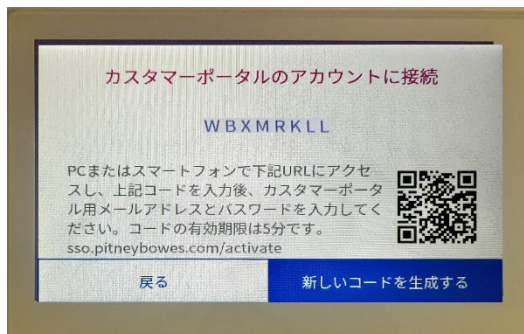 カスタマーポータルのアカウントに接続
WBXMRKLL
PCまたはスマートフォンで下記URLにアクセ
スし、上記コードを入力後、カスタマーポータ
ル用メールアドレスとパスワードを入力してく
ださい。コードの有効期限は5分です。
sso.pitneybowes.com/activate
戻る
新しいコードを生成する